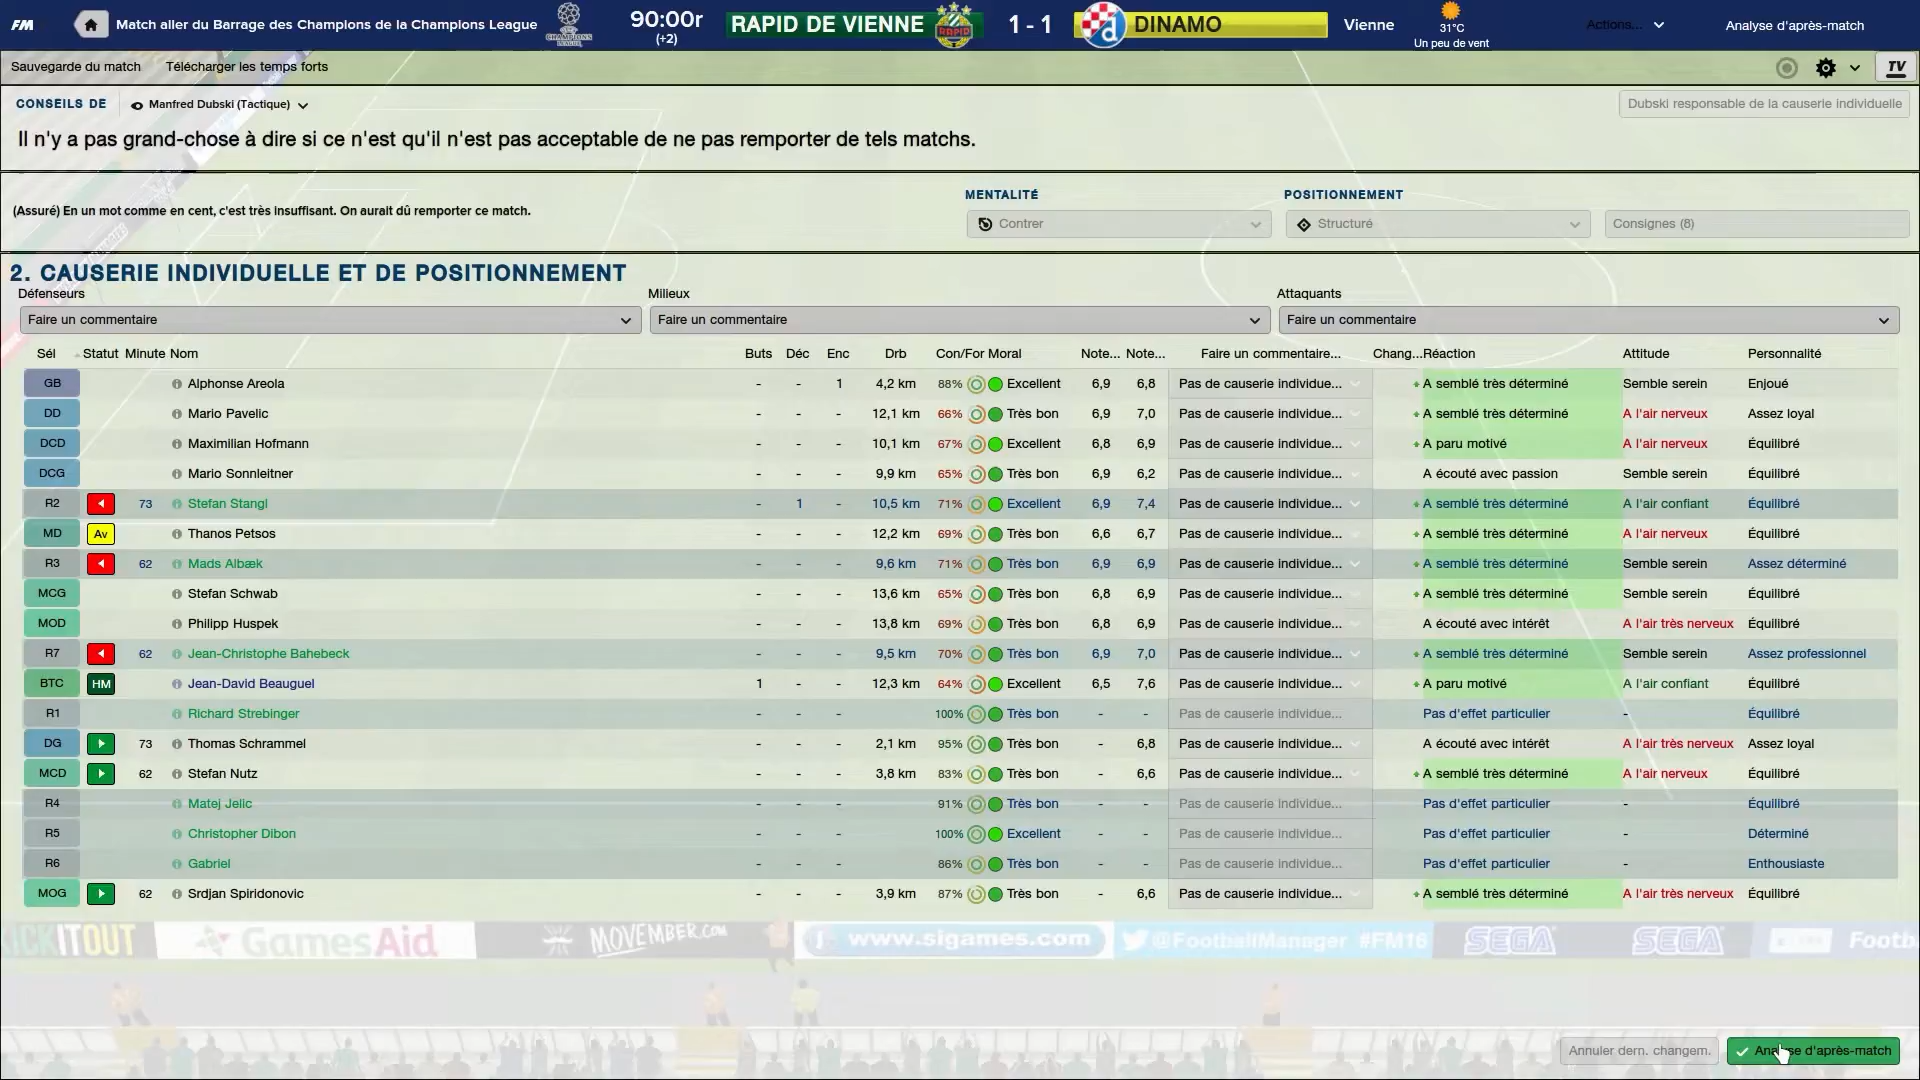 FM Match aller du Barrage des Champions de la Champions League CHAMPIONS LEAGUE 90:00r (+2) RAPID DE VIENNE RAPID 1 - 1 DINAMO Vienne 31°C Un peu de vent Actions... Analyse d'après-match
Sauvegarde du match Télécharger les temps forts TV
CONSEILS DE Manfred Dubski (Tactique) Dubski responsable de la causerie individuelle
Il n'y a pas grand-chose à dire si ce n'est qu'il n'est pas acceptable de ne pas remporter de tels matchs.
MENTALITÉ POSITIONNEMENT
(Assuré) En un mot comme en cent, c'est très insuffisant. On aurait dû remporter ce match. Contrer Structuré Consignes (8)
2. CAUSERIE INDIVIDUELLE ET DE POSITIONNEMENT
Défenseurs Milieux Attaquants
Faire un commentaire Faire un commentaire Faire un commentaire
Sél Statut Minute Nom Buts Déc Enc Drb Con/For Moral Note... Note... Faire un commentaire... Chang... Réaction Attitude Personnalité
GB Alphonse Areola - - 1 4,2 km 88% Excellent 6,9 6,8 Pas de causerie individue... A semblé très déterminé Semble serein Enjoué
DD Mario Pavelic - - - 12,1 km 66% Très bon 6,9 7,0 Pas de causerie individue... A semblé très déterminé A l'air nerveux Assez loyal
DCD Maximilian Hofmann - - - 10,1 km 67% Excellent 6,8 6,9 Pas de causerie individue... A paru motivé A l'air nerveux Équilibré
DCG Mario Sonnleitner - - - 9,9 km 65% Très bon 6,9 6,2 Pas de causerie individue... A écouté avec passion Semble serein Équilibré
R2 73 Stefan Stangl - 1 - 10,5 km 71% Excellent 6,9 7,4 Pas de causerie individue... A semblé très déterminé A l'air confiant Équilibré
MD Av Thanos Petsos - - - 12,2 km 69% Très bon 6,6 6,7 Pas de causerie individue... A semblé très déterminé A l'air nerveux Équilibré
R3 62 Mads Albæk - - - 9,6 km 71% Très bon 6,9 6,9 Pas de causerie individue... A semblé très déterminé Semble serein Assez déterminé
MCG Stefan Schwab - - - 13,6 km 65% Très bon 6,8 6,9 Pas de causerie individue... A semblé très déterminé Semble serein Équilibré
MOD Philipp Huspek - - - 13,8 km 69% Très bon 6,8 6,9 Pas de causerie individue... A écouté avec intérêt A l'air très nerveux Équilibré
R7 62 Jean-Christophe Bahebeck - - - 9,5 km 70% Très bon 6,9 7,0 Pas de causerie individue... A semblé très déterminé Semble serein Assez professionnel
BTC HM Jean-David Beauguel 1 - - 12,3 km 64% Excellent 6,5 7,6 Pas de causerie individue... A paru motivé A l'air confiant Équilibré
R1 Richard Strebinger - - - 100% Très bon - - Pas de causerie individue... Pas d'effet particulier - Équilibré
DG 73 Thomas Schrammel - - - 2,1 km 95% Très bon - 6,8 Pas de causerie individue... A écouté avec intérêt A l'air très nerveux Assez loyal
MCD 62 Stefan Nutz - - - 3,8 km 83% Très bon - 6,6 Pas de causerie individue... A semblé très déterminé A l'air nerveux Équilibré
R4 Matej Jelic - - - 91% Très bon - - Pas de causerie individue... Pas d'effet particulier - Équilibré
R5 Christopher Dibon - - - 100% Excellent - - Pas de causerie individue... Pas d'effet particulier - Déterminé
R6 Gabriel - - - 86% Très bon - - Pas de causerie individue... Pas d'effet particulier - Enthousiaste
MOG 62 Srdjan Spiridonovic - - - 3,9 km 87% Très bon - 6,6 Pas de causerie individue... A semblé très déterminé A l'air très nerveux Équilibré
KICKITOUT GamesAid MOVEMBER.COM www.sigames.com @FootballManager #FM16 SEGA SEGA Footb
Annuler dern. changem. Analyse d'après-match